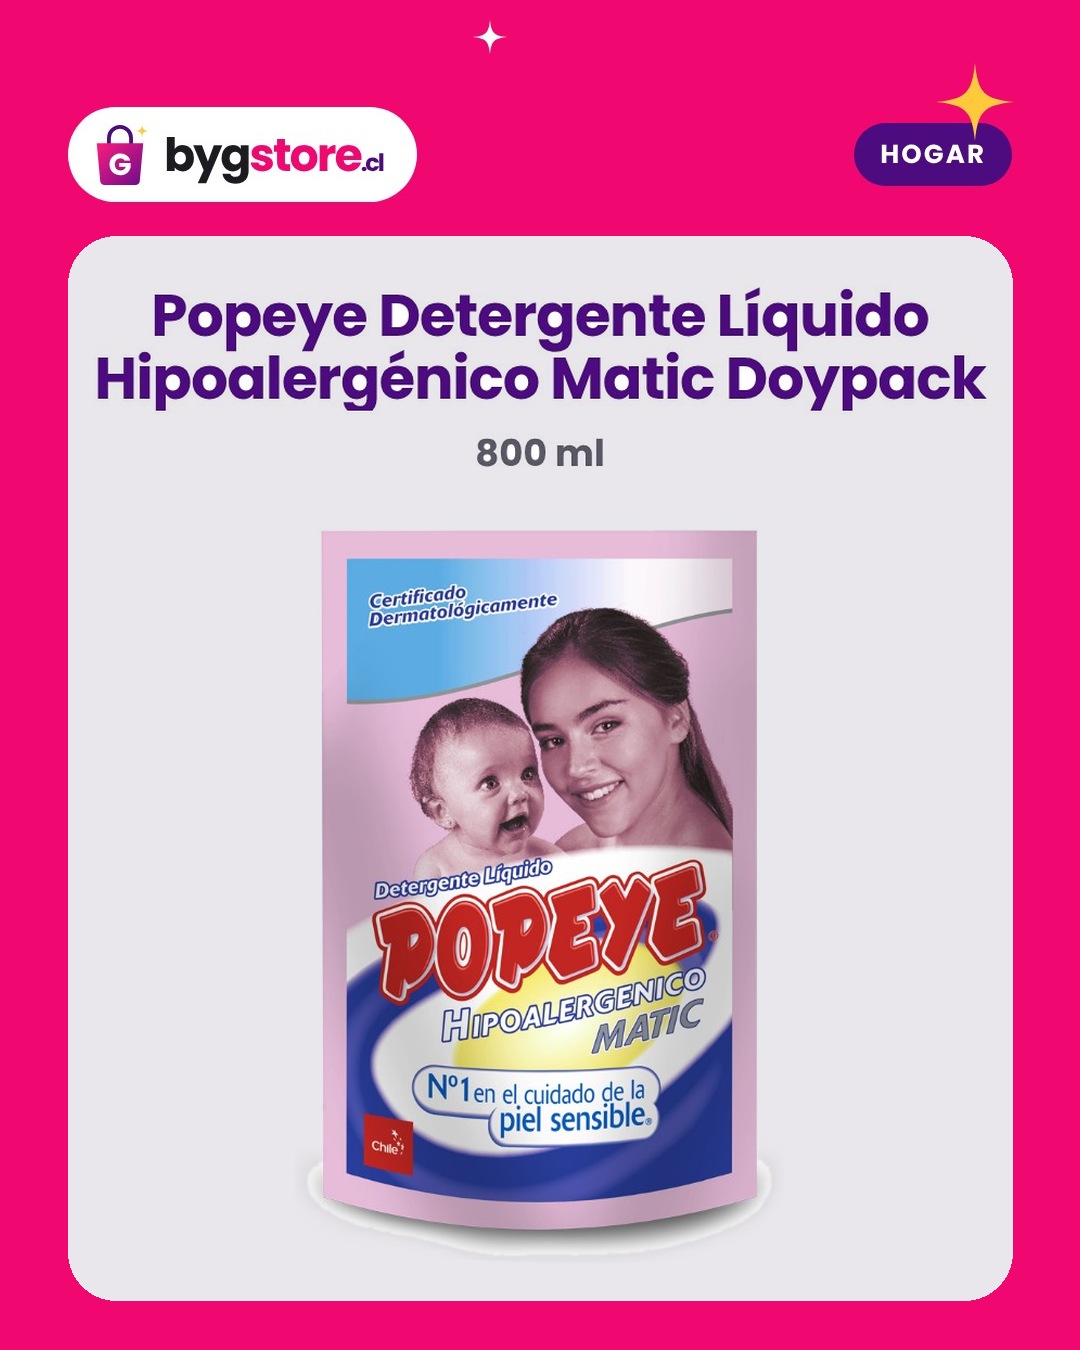 G bygstore.cl
HOGAR
Popeye Detergente Líquido
Hipoalergénico Matic Doypack
800 ml
Certificado
Dermatológicamente
Detergente Líquido
POPEYE®
HIPOALERGENICO
MATIC
Nº1 en el cuidado de la
piel sensible®
Chile